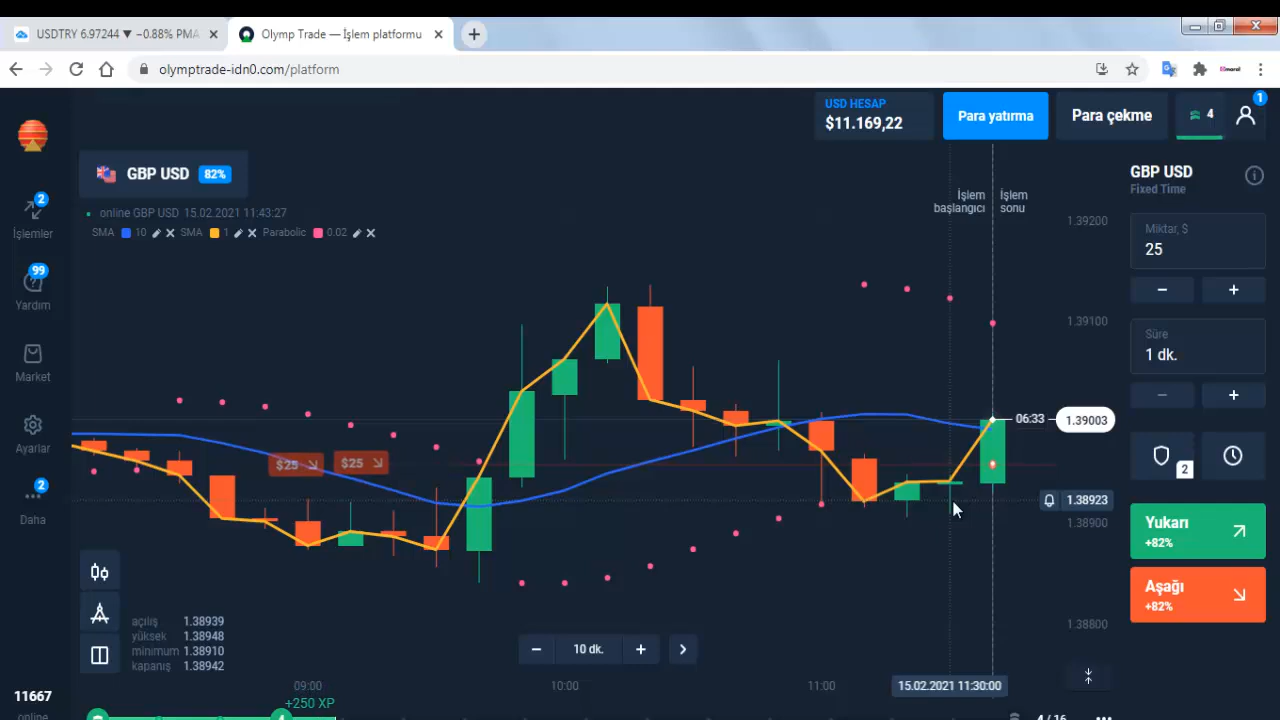 USDTRY 6.97244 ▼ −0.88% PMA
Olymp Trade — İşlem platformu
olymptrade-idn0.com/platform
USD HESAP
$11.169,22
Para yatırma
Para çekme
4
1
GBP USD 82%
online GBP USD 15.02.2021 11:43:27
SMA 10 SMA 1 Parabolic 0.02
2
İşlemler
99
Yardım
Market
Ayarlar
2
Daha
11667
online
İşlem başlangıcı
İşlem sonu
1.39200
1.39100
06:33 1.39003
1.38923
1.38900
1.38800
$25
$25
açılış 1.38939
yüksek 1.38948
minimum 1.38910
kapanış 1.38942
10 dk.
09:00
10:00
11:00
15.02.2021 11:30:00
+250 XP
4
4 / 16
GBP USD
Fixed Time
Miktar, $
25
− +
Süre
1 dk.
− +
2
Yukarı
+82%
Aşağı
+82%